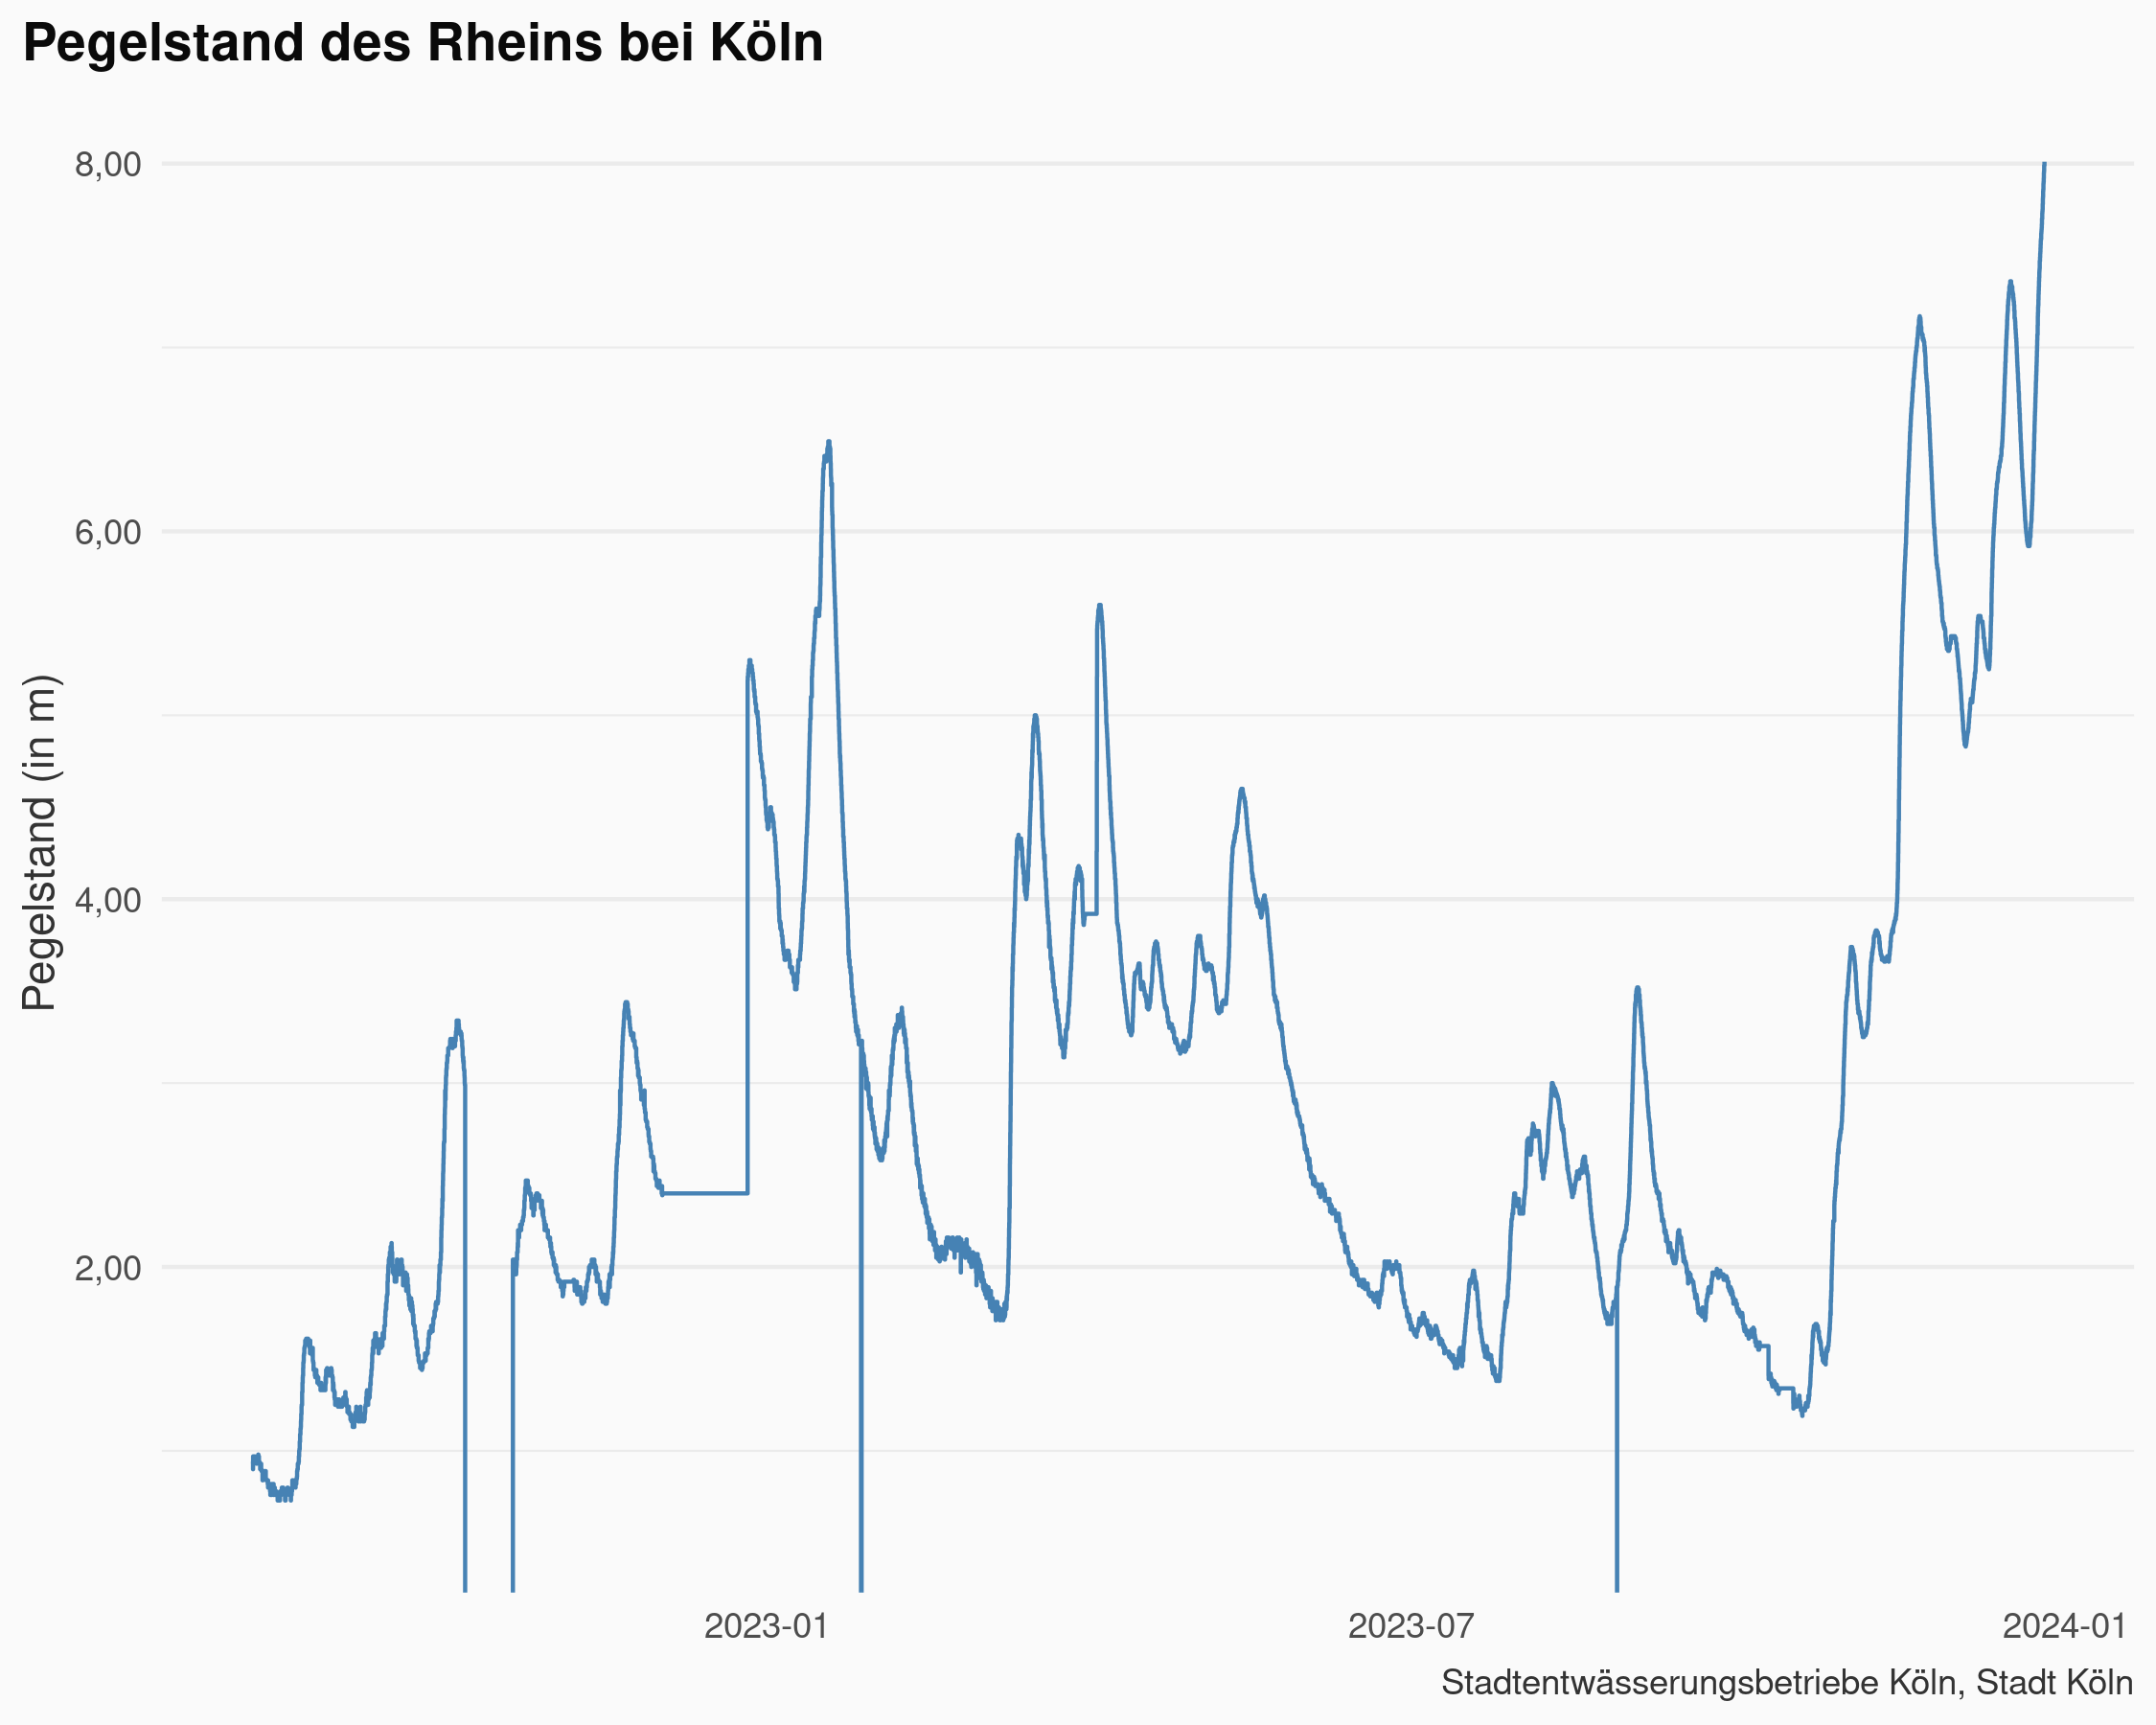 Pegelstand des Rheins bei Köln
Pegelstand (in m)
8,00
6,00
4,00
2,00
2023-01
2023-07
2024-01
Stadtentwässerungsbetriebe Köln, Stadt Köln